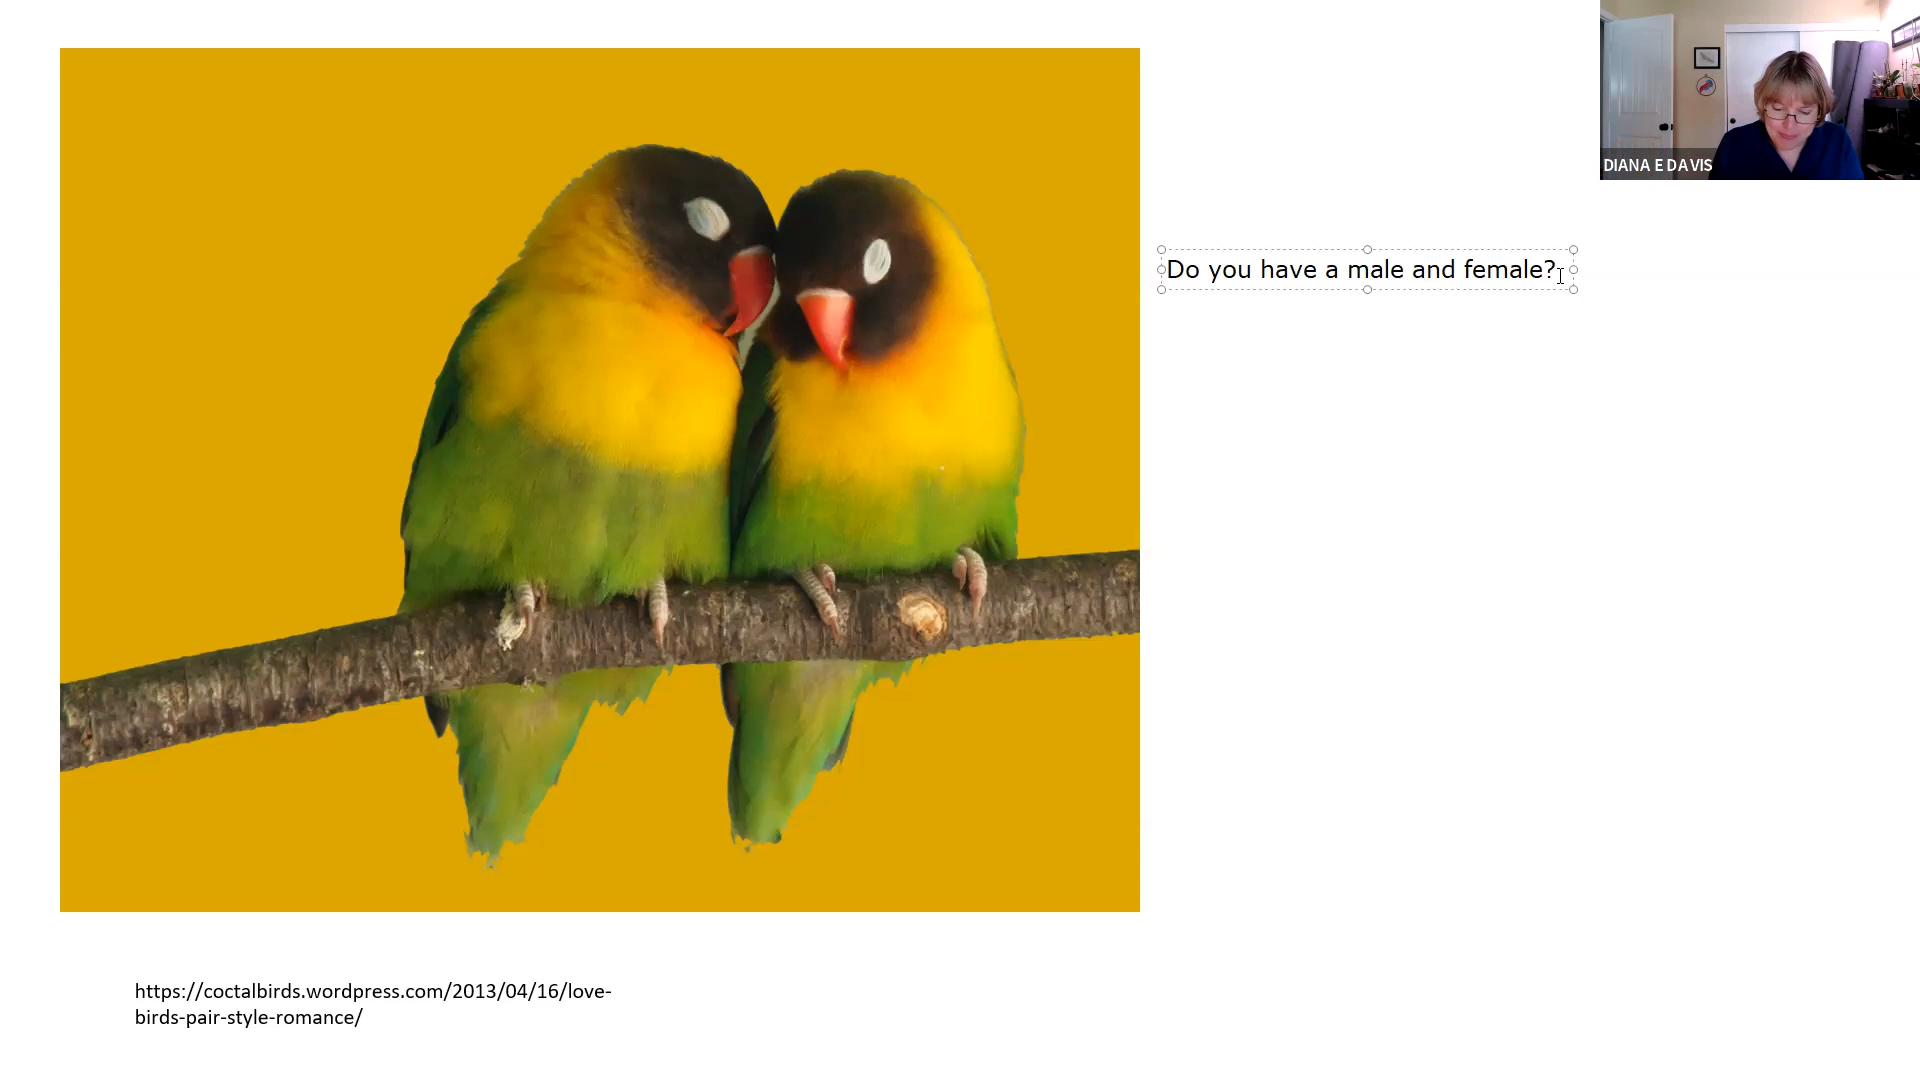 DIANA E DAVIS
Do you have a male and female?
https://coctalbirds.wordpress.com/2013/04/16/love-
birds-pair-style-romance/